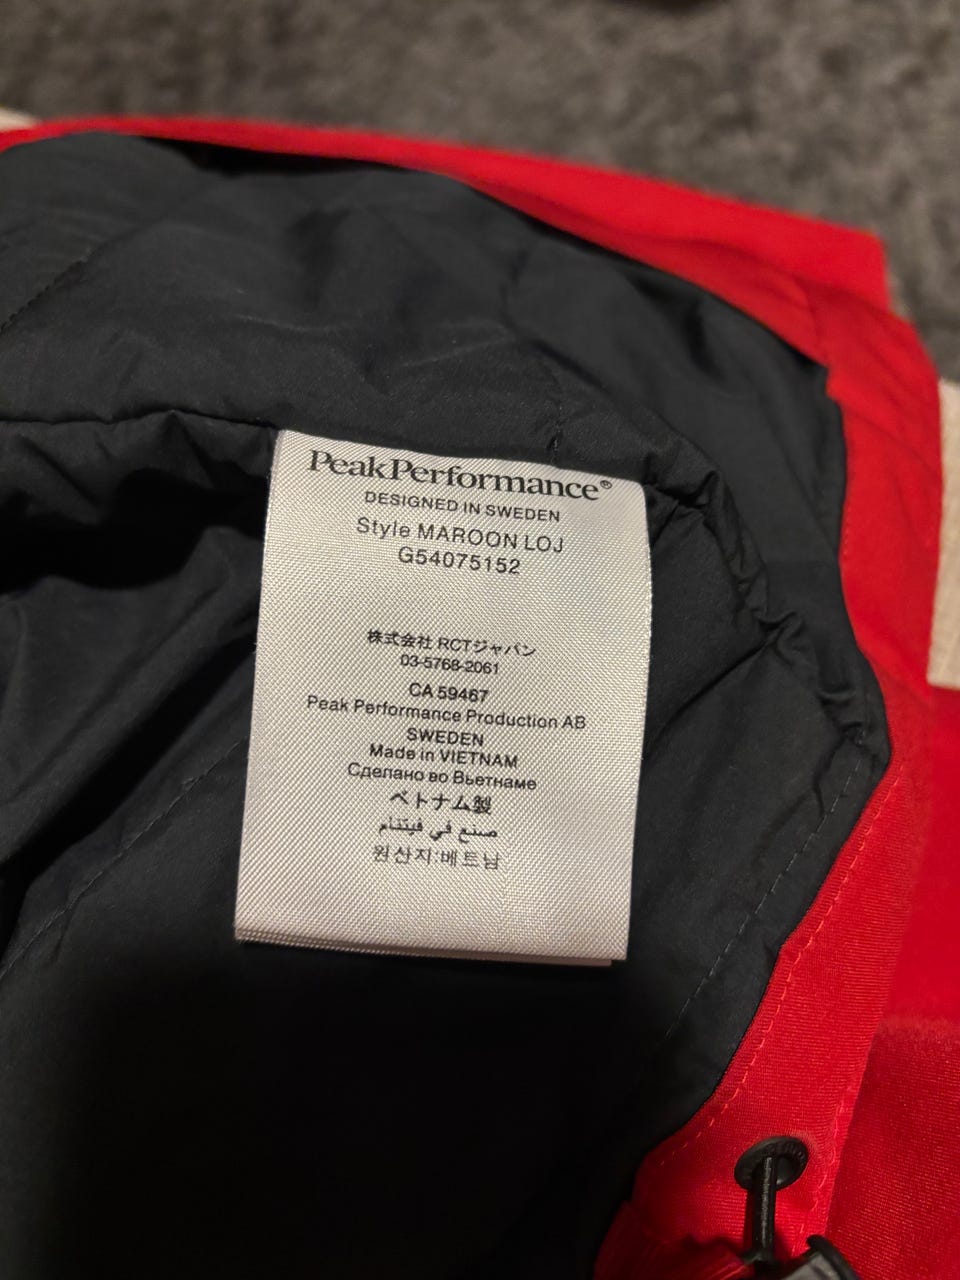 PeakPerformance®
DESIGNED IN SWEDEN
Style MAROON LOJ
G54075152
株式会社 RCTジャパン
03-5768-2061
CA 59467
Peak Performance Production AB
SWEDEN
Made in VIETNAM
Сделано во Вьетнаме
ベトナム製
صنع في فيتنام
원산지:베트남